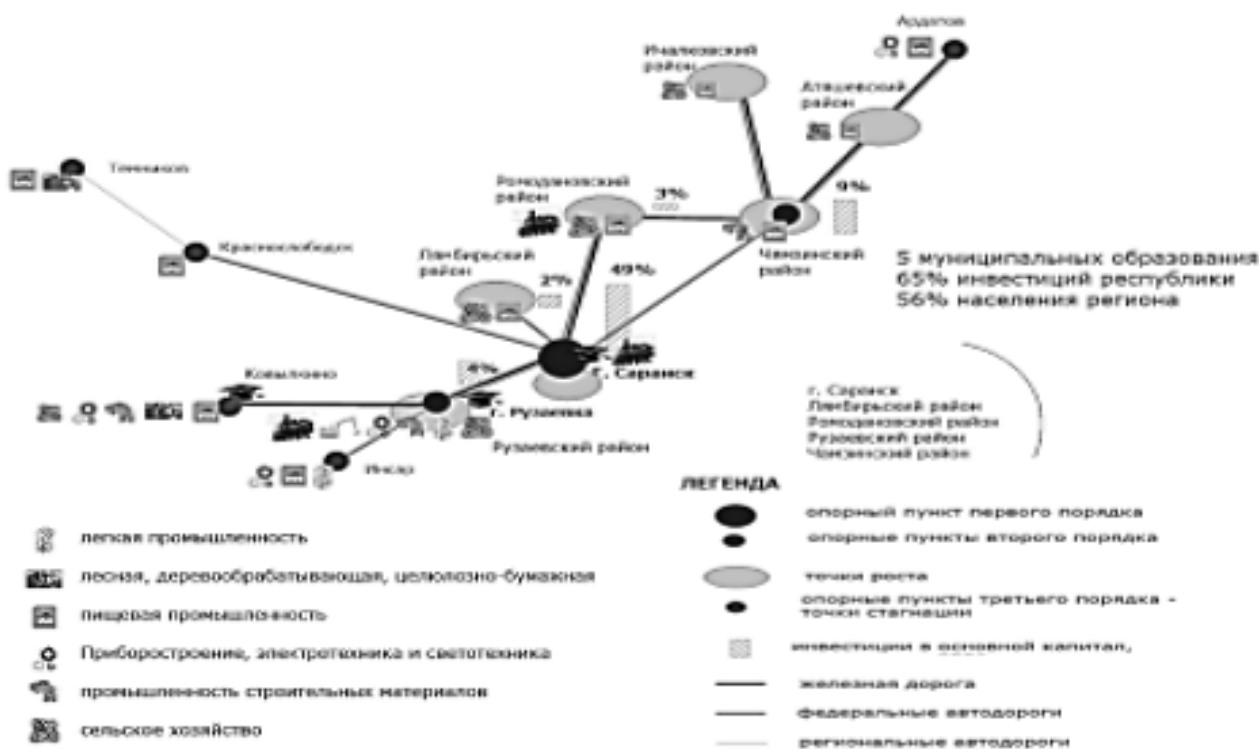 Ардатов
Ичалковский
район
Атяшевский
район
Темников
Ромодановский
район
3%
9%
Краснослободск
Лямбирский
район
2%
49%
Чамзинский
район
5 муниципальных образования
65% инвестиций республики
56% населения региона
Ковылкино
4%
г. Саранск
г. Рузаевка
Рузаевский район
Инсар
г. Саранск
Лямбирьский район
Ромодановский район
Рузаевский район
Чамзинский район
ЛЕГЕНДА
легкая промышленность
лесная, деревообрабатывающая, целюлозно-бумажная
пищевая промышленность
Приборостроение, электротехника и светотехника
промышленность строительных материалов
сельское хозяйство
опорный пункт первого порядка
опорные пункты второго порядка
точки роста
опорные пункты третьего порядка -
точки стагнации
инвестиции в основной капитал,
железная дорога
федеральные автодороги
региональные автодороги